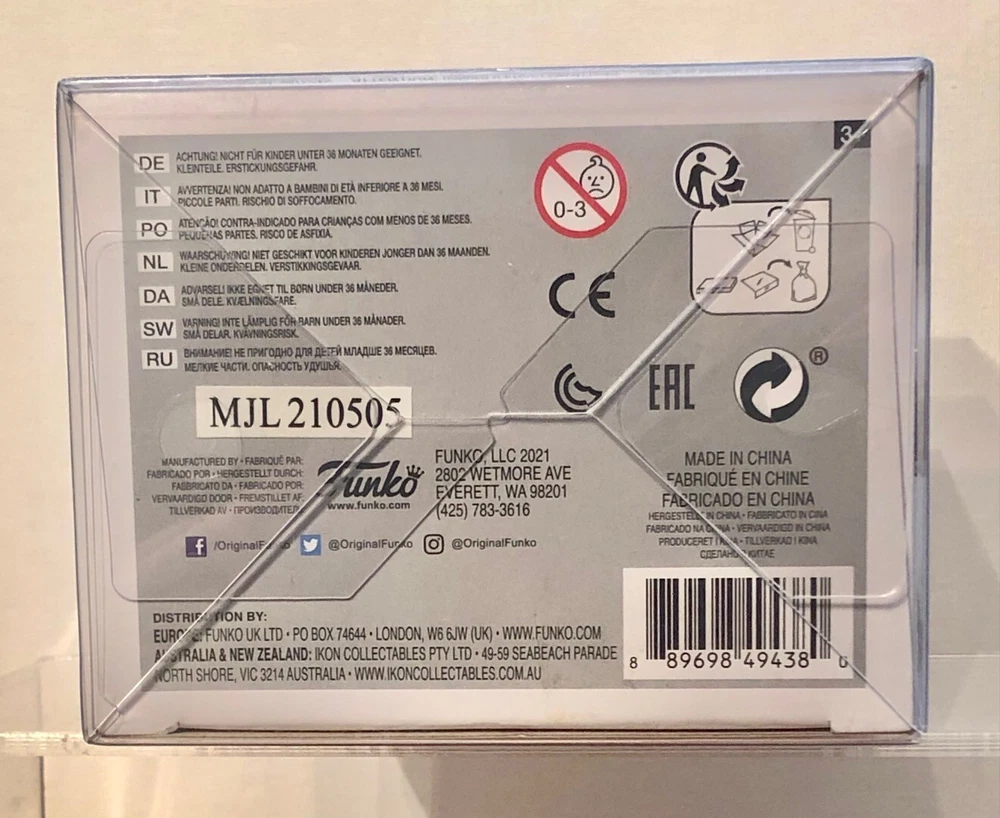 3
DE ACHTUNG! NICHT FÜR KINDER UNTER 36 MONATEN GEEIGNET.
KLEINTEILE. ERSTICKUNGSGEFAHR.
IT AVVERTENZA! NON ADATTO A BAMBINI DI ETÀ INFERIORE A 36 MESI.
PICCOLE PARTI. RISCHIO DI SOFFOCAMENTO.
PO ATENÇÃO! CONTRA-INDICADO PARA CRIANÇAS COM MENOS DE 36 MESES.
PEQUENAS PARTES. RISCO DE ASFIXIA.
NL WAARSCHUWING! NIET GESCHIKT VOOR KINDEREN JONGER DAN 36 MAANDEN.
KLEINE ONDERDELEN. VERSTIKKINGSGEVAAR.
DA ADVARSEL! IKKE EGNET TIL BØRN UNDER 36 MÅNEDER.
SMÅ DELE. KVÆLNINGSFARE.
SW VARNING! INTE LÄMPLIG FÖR BARN UNDER 36 MÅNADER.
SMÅ DELAR. KVÄVNINGSRISK.
RU ВНИМАНИЕ! НЕ ПРИГОДНО ДЛЯ ДЕТЕЙ МЛАДШЕ 36 МЕСЯЦЕВ.
МЕЛКИЕ ЧАСТИ. ОПАСНОСТЬ УДУШЬЯ.
0-3
CE
EAC
®
MJL 210505
MANUFACTURED BY • FABRIQUÉ PAR:
FABRICADO POR • HERGESTELLT DURCH:
FABBRICATO DA • FABRICADO POR:
VERVAARDIGD DOOR • FREMSTILLET AF:
TILLVERKAD AV • ПРОИЗВОДИТЕЛЬ
Funko
www.funko.com
FUNKO, LLC 2021
2802 WETMORE AVE
EVERETT, WA 98201
(425) 783-3616
MADE IN CHINA
FABRIQUÉ EN CHINE
FABRICADO EN CHINA
HERGESTELLT IN CHINA • FABBRICATO IN CINA
FABRICADO NA CHINA • VERVAARDIGD IN CHINA
PRODUCERET I KINA • TILLVERKAD I KINA
СДЕЛАНО В КИТАЕ
/OriginalFunko @OriginalFunko @OriginalFunko
DISTRIBUTION BY:
EUROPE: FUNKO UK LTD • PO BOX 74644 • LONDON, W6 6JW (UK) • WWW.FUNKO.COM
AUSTRALIA & NEW ZEALAND: IKON COLLECTABLES PTY LTD • 49-59 SEABEACH PARADE
NORTH SHORE, VIC 3214 AUSTRALIA • WWW.IKONCOLLECTABLES.COM.AU
8 89698 49438 0